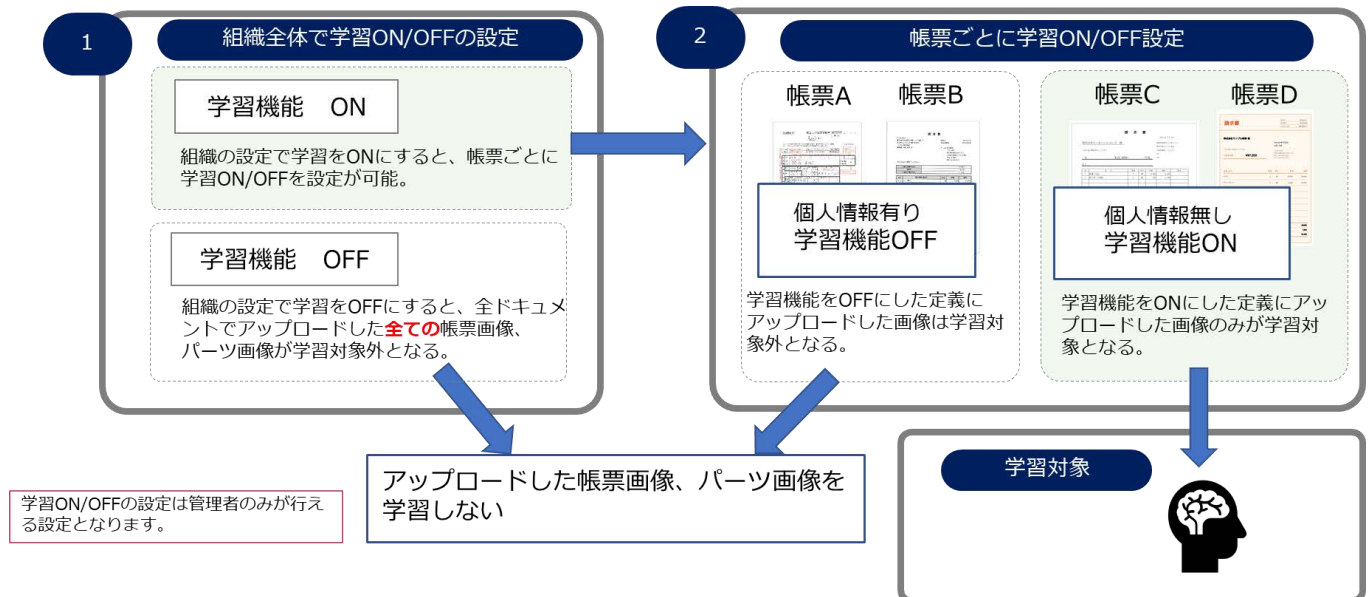 1
組織全体で学習ON/OFFの設定
学習機能　ON
組織の設定で学習をONにすると、帳票ごとに
学習ON/OFFを設定が可能。
学習機能　OFF
組織の設定で学習をOFFにすると、全ドキュメ
ントでアップロードした全ての帳票画像、
パーツ画像が学習対象外となる。
2
帳票ごとに学習ON/OFF設定
帳票A
帳票B
個人情報有り
学習機能OFF
学習機能をOFFにした定義に
アップロードした画像は学習対
象外となる。
帳票C
帳票D
請求書
個人情報無し
学習機能ON
学習機能をONにした定義にアッ
プロードした画像のみが学習対
象となる。
アップロードした帳票画像、パーツ画像を
学習しない
学習対象
学習ON/OFFの設定は管理者のみが行え
る設定となります。